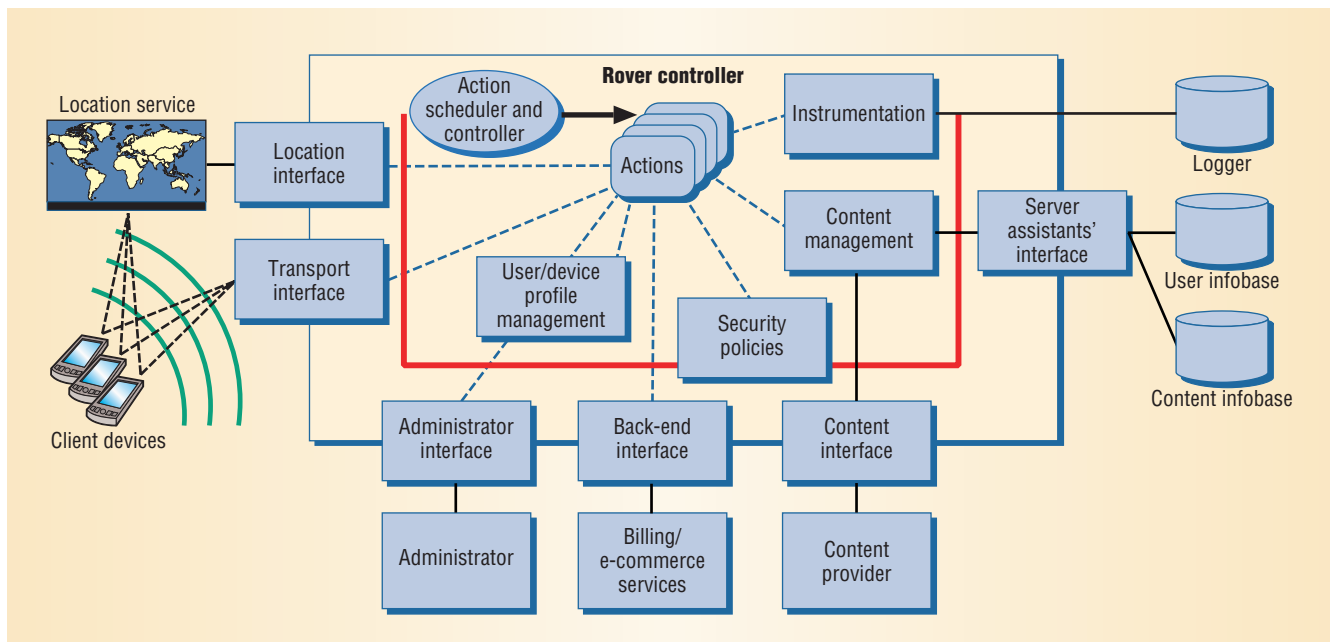 Rover controller
Action
scheduler and
controller
Actions
Instrumentation
Logger
Location service
Location
interface
Content
management
Server
assistants'
interface
User infobase
Transport
interface
User/device
profile
management
Security
policies
Content infobase
Client devices
Administrator
interface
Back-end
interface
Content
interface
Administrator
Billing/
e-commerce
services
Content
provider